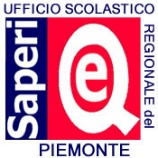 UFFICIO SCOLASTICO
REGIONALE del
Saperi
e Q
PIEMONTE